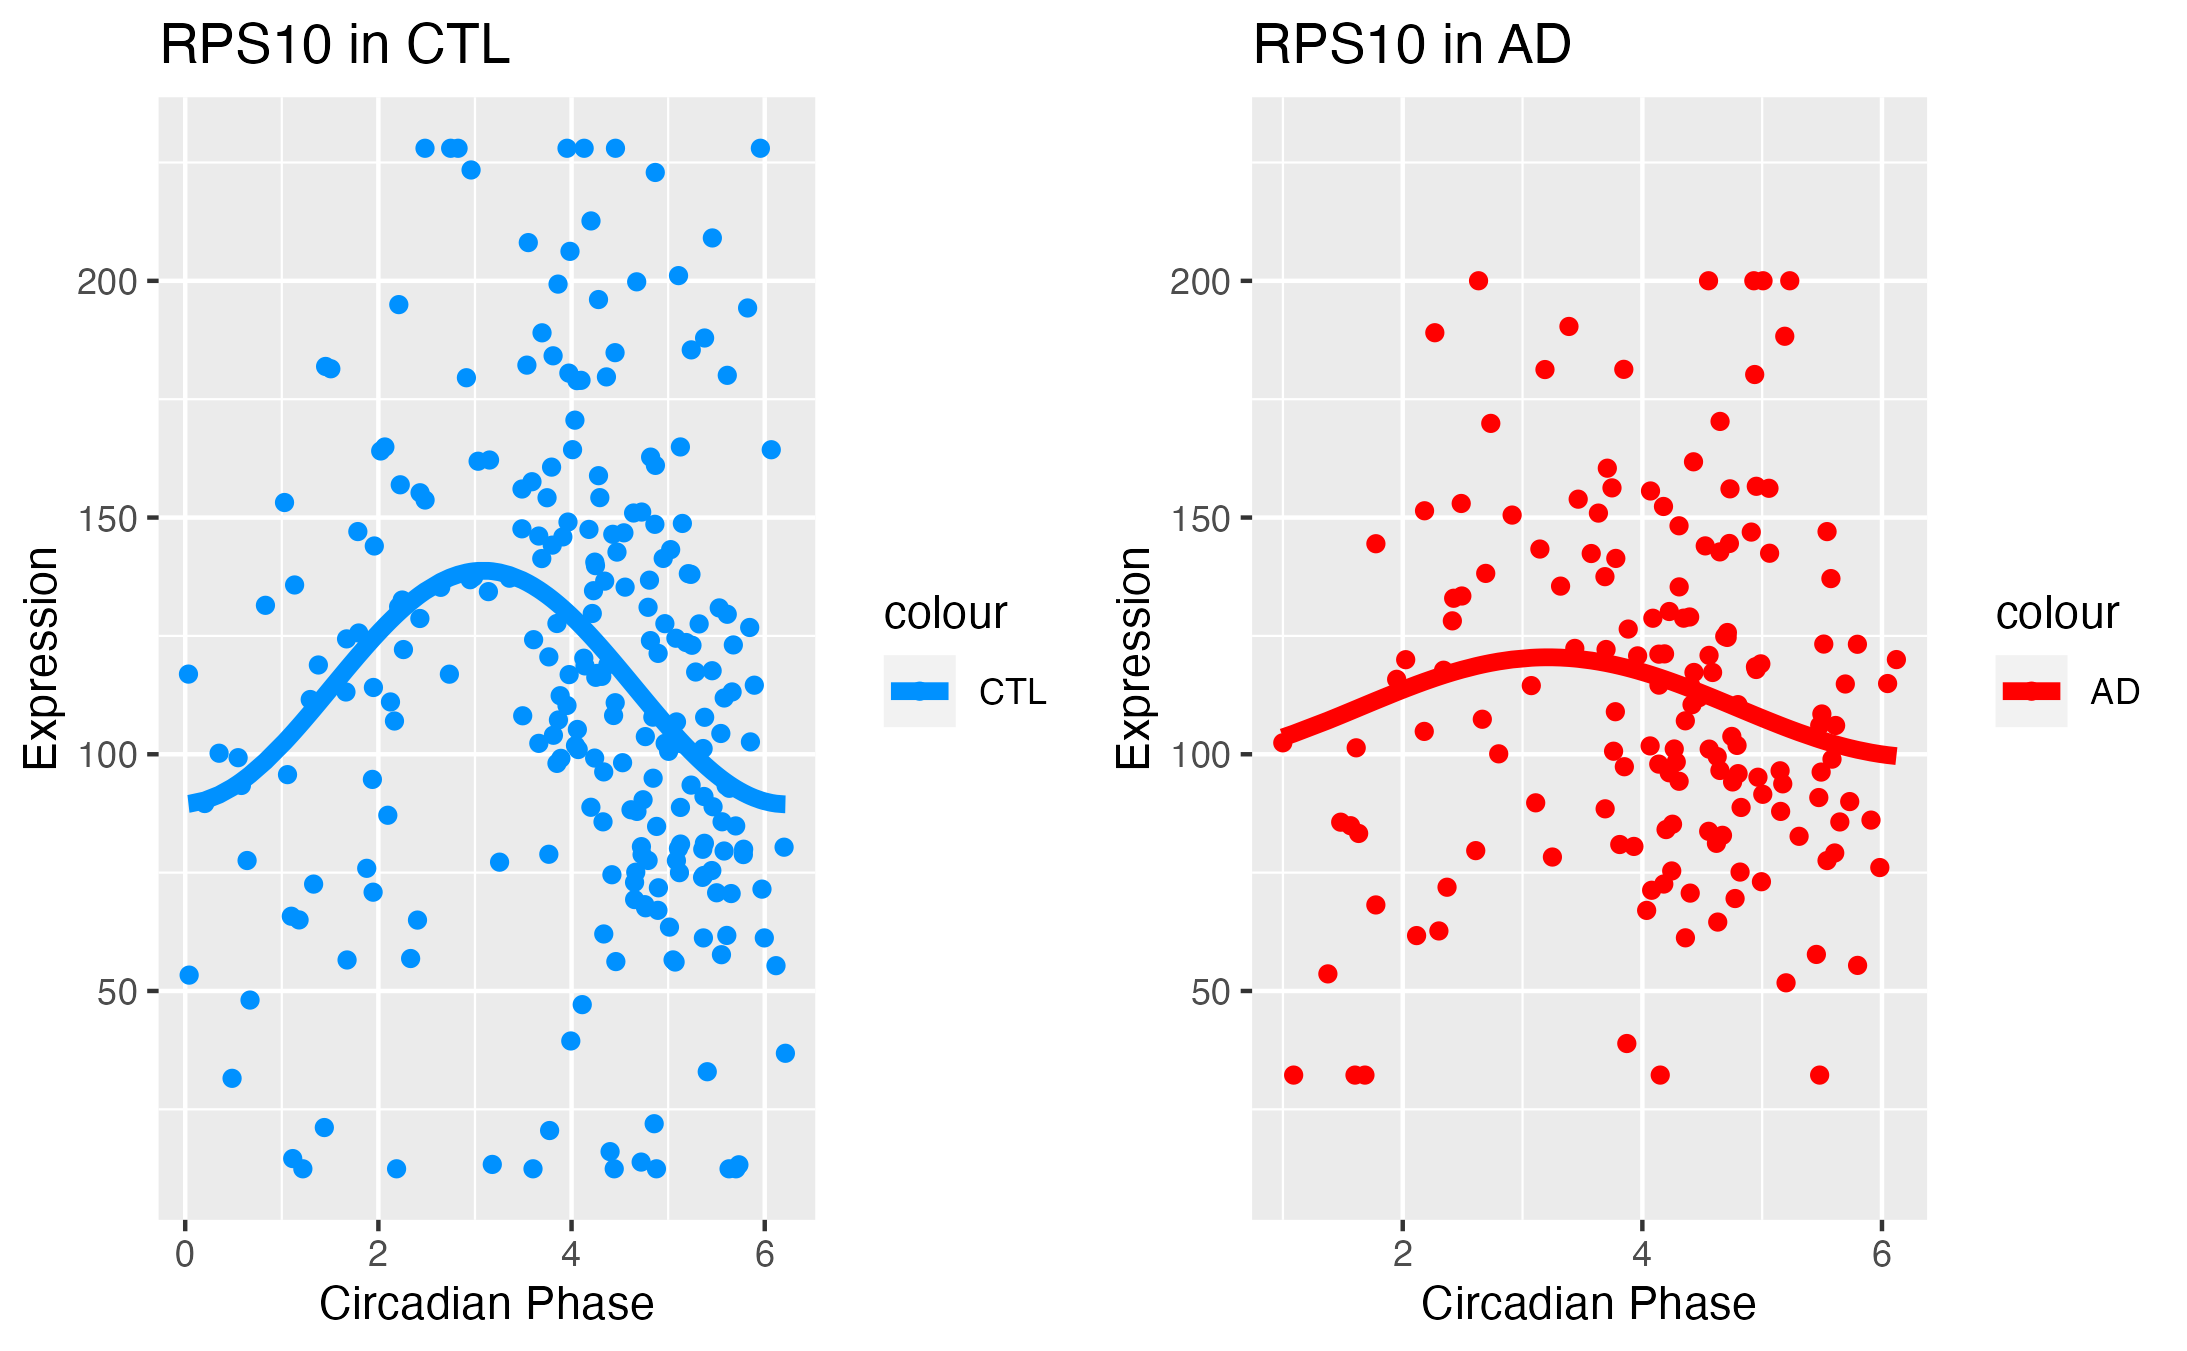 RPS10 in CTL
Expression
200
150
100
50
0 2 4 6
Circadian Phase
colour
CTL
RPS10 in AD
Expression
200
150
100
50
2 4 6
Circadian Phase
colour
AD